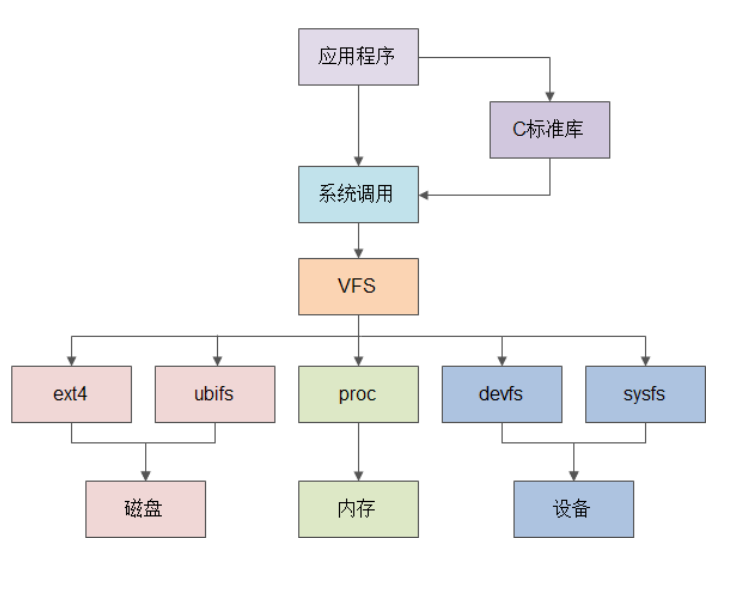 应用程序
C标准库
系统调用
VFS
ext4
ubifs
proc
devfs
sysfs
磁盘
内存
设备